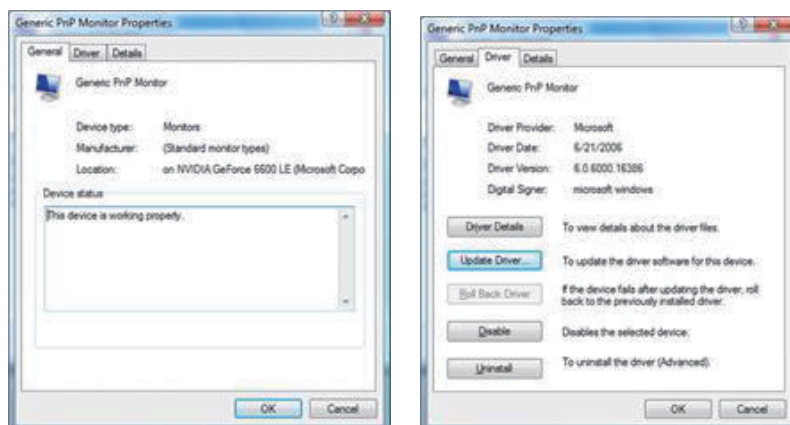 Generic PnP Monitor Properties
General Driver Details
Generic PnP Monitor
Device type: Monitors
Manufacturer: (Standard monitor types)
Location: on NVIDIA GeForce 6600 LE (Microsoft Corpo
Device status
This device is working properly.
OK Cancel
Generic PnP Monitor Properties
General Driver Details
Generic PnP Monitor
Driver Provider: Microsoft
Driver Date: 6/21/2006
Driver Version: 6.0.6000.16386
Digital Signer: microsoft windows
Driver Details To view details about the driver files.
Update Driver... To update the driver software for this device.
Roll Back Driver If the device fails after updating the driver, roll
back to the previously installed driver.
Disable Disables the selected device.
Uninstall To uninstall the driver (Advanced).
OK Cancel